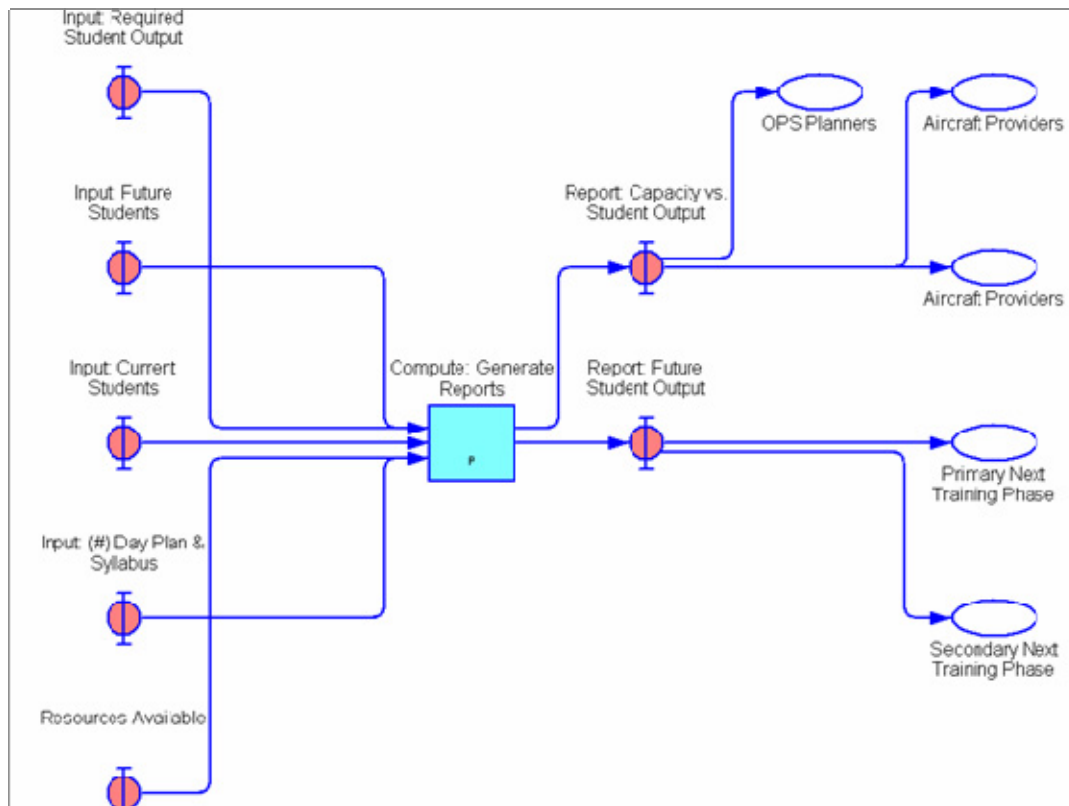 Input: Required
Student Output
OPS Planners
Aircraft Providers
Input: Future
Students
Report: Capacity vs.
Student Output
Aircraft Providers
Input: Current
Students
Compute: Generate
Reports
Report: Future
Student Output
P
Primary Next
Training Phase
Input: (#) Day Plan &
Syllabus
Secondary Next
Training Phase
Resources Available